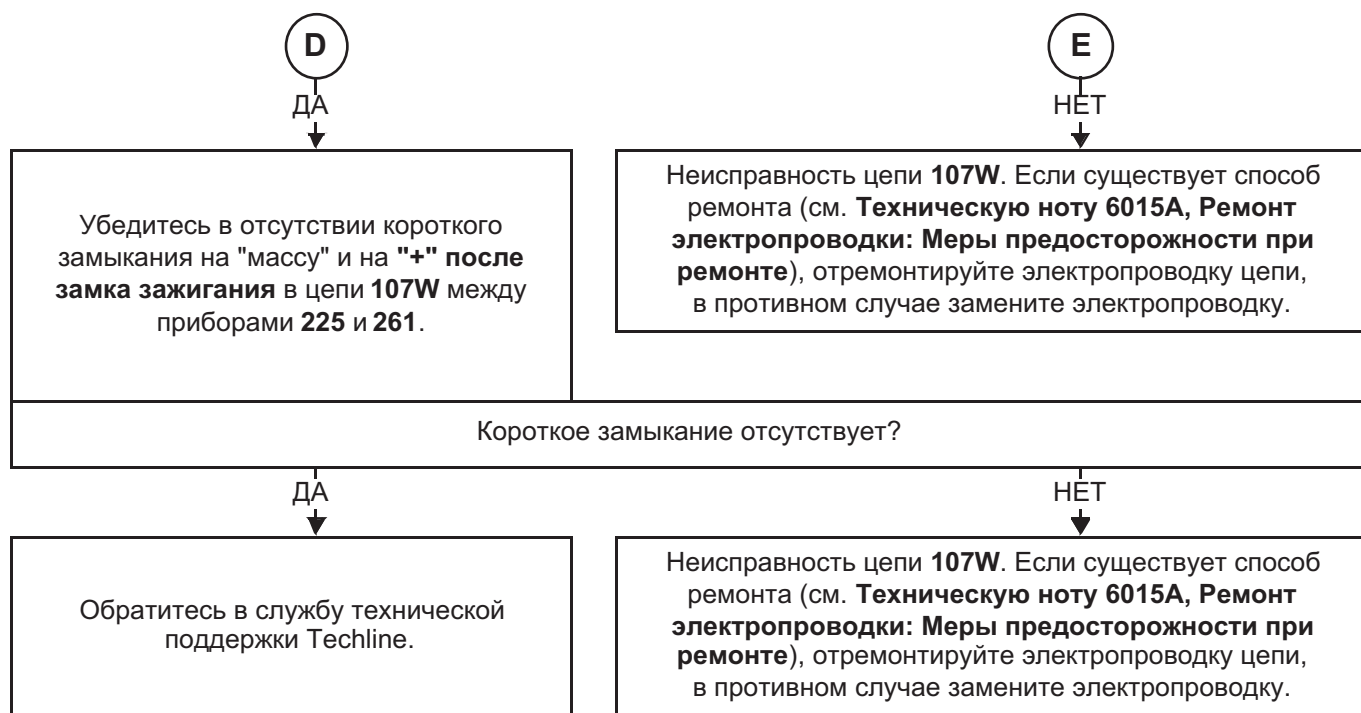 D
ДА
Убедитесь в отсутствии короткого
замыкания на "массу" и на "+" после
замка зажигания в цепи 107W между
приборами 225 и 261.
E
НЕТ
Неисправность цепи 107W. Если существует способ
ремонта (см. Техническую ноту 6015A, Ремонт
электропроводки: Меры предосторожности при
ремонте), отремонтируйте электропроводку цепи,
в противном случае замените электропроводку.
Короткое замыкание отсутствует?
ДА
Обратитесь в службу технической
поддержки Techline.
НЕТ
Неисправность цепи 107W. Если существует способ
ремонта (см. Техническую ноту 6015A, Ремонт
электропроводки: Меры предосторожности при
ремонте), отремонтируйте электропроводку цепи,
в противном случае замените электропроводку.